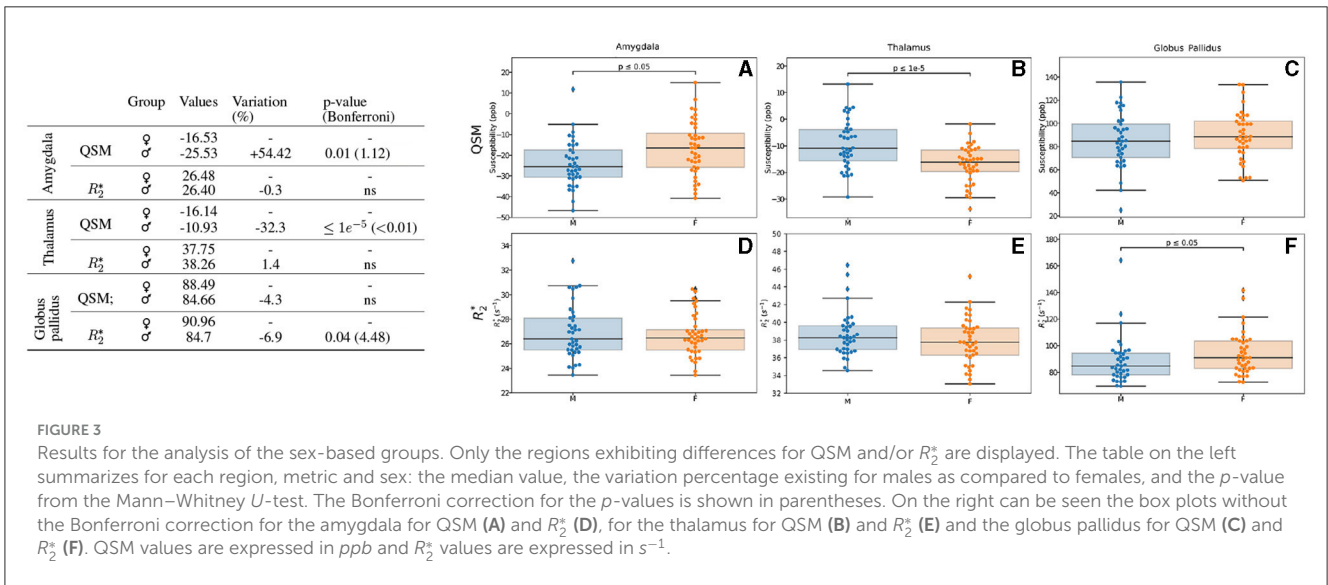 Group Values Variation (%) p-value (Bonferroni)
Amygdala
QSM
♀ -16.53 - -
♂ -25.53 +54.42 0.01 (1.12)
R₂*
♀ 26.48 - -
♂ 26.40 -0.3 ns
Thalamus
QSM
♀ -16.14 - -
♂ -10.93 -32.3 ≤ 1e⁻⁵ (<0.01)
R₂*
♀ 37.75 - -
♂ 38.26 1.4 ns
Globus pallidus
QSM;
♀ 88.49 - -
♂ 84.66 -4.3 ns
R₂*
♀ 90.96 - -
♂ 84.7 -6.9 0.04 (4.48)
Amygdala
A
p ≤ 0.05
QSM
Susceptibility (ppb)
20
10
0
-10
-20
-30
-40
-50
M F
Thalamus
B
p ≤ 1e-5
Susceptibility (ppb)
20
10
0
-10
-20
-30
M F
Globus Pallidus
C
Susceptibility (ppb)
140
120
100
80
60
40
20
M F
D
R₂*
R₂* (s⁻¹)
34
32
30
28
26
24
22
M F
E
R₂* (s⁻¹)
50
48
46
44
42
40
38
36
34
32
M F
F
p ≤ 0.05
R₂* (s⁻¹)
180
160
140
120
100
80
M F
FIGURE 3
Results for the analysis of the sex-based groups. Only the regions exhibiting differences for QSM and/or R₂* are displayed. The table on the left
summarizes for each region, metric and sex: the median value, the variation percentage existing for males as compared to females, and the p-value
from the Mann–Whitney U-test. The Bonferroni correction for the p-values is shown in parentheses. On the right can be seen the box plots without
the Bonferroni correction for the amygdala for QSM (A) and R₂* (D), for the thalamus for QSM (B) and R₂* (E) and the globus pallidus for QSM (C) and
R₂* (F). QSM values are expressed in ppb and R₂* values are expressed in s⁻¹.